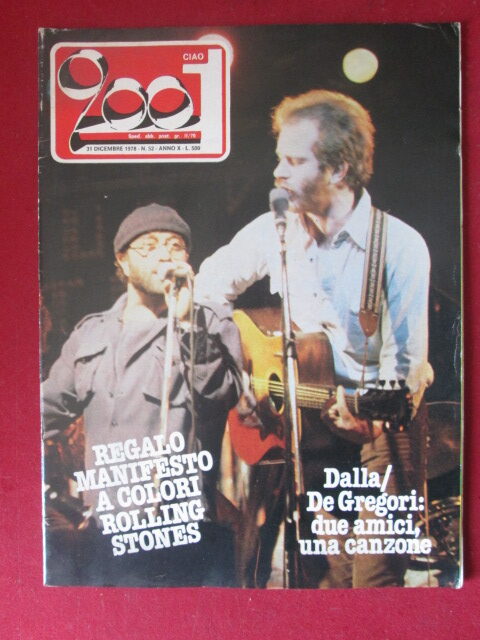 CIAO
2001
Sped. abb. post. gr. II/70
31 DICEMBRE 1978 - N. 52 - ANNO X - L. 500
REGALO
MANIFESTO
A COLORI
ROLLING
STONES
Dalla/
De Gregori:
due amici,
una canzone